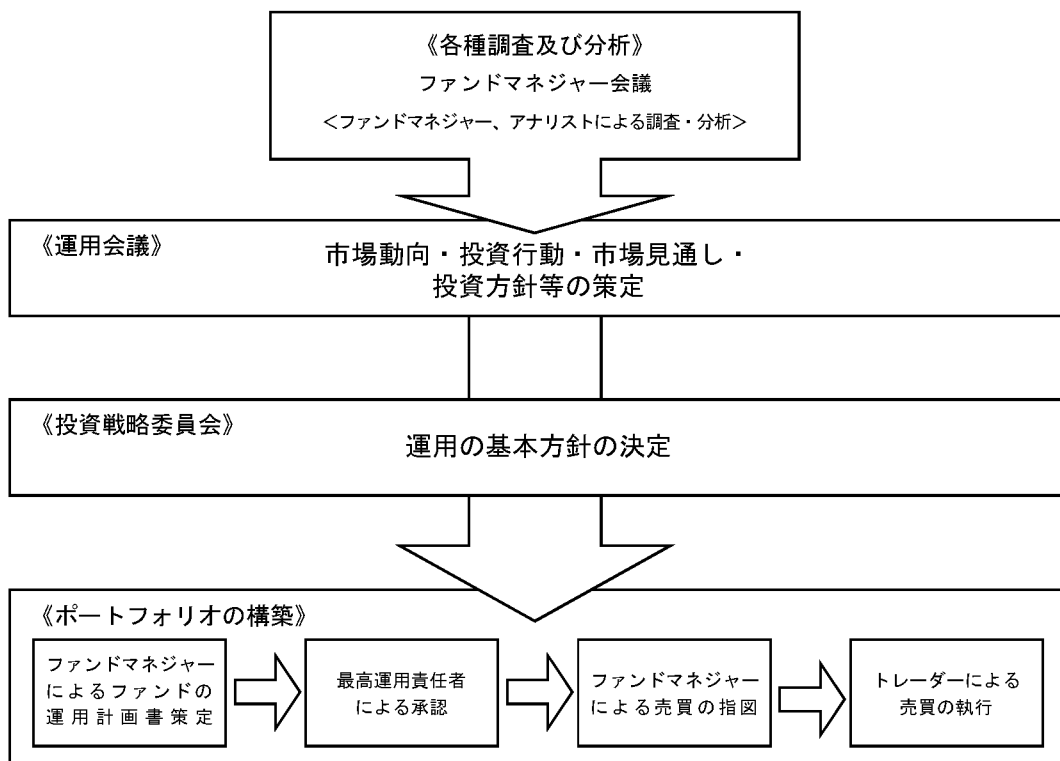 《各種調査及び分析》
ファンドマネジャー会議
＜ファンドマネジャー、アナリストによる調査・分析＞
《運用会議》
市場動向・投資行動・市場見通し・
投資方針等の策定
《投資戦略委員会》
運用の基本方針の決定
《ポートフォリオの構築》
ファンドマネジャー
によるファンドの
運用計画書策定
最高運用責任者
による承認
ファンドマネジャー
による売買の指図
トレーダーによる
売買の執行